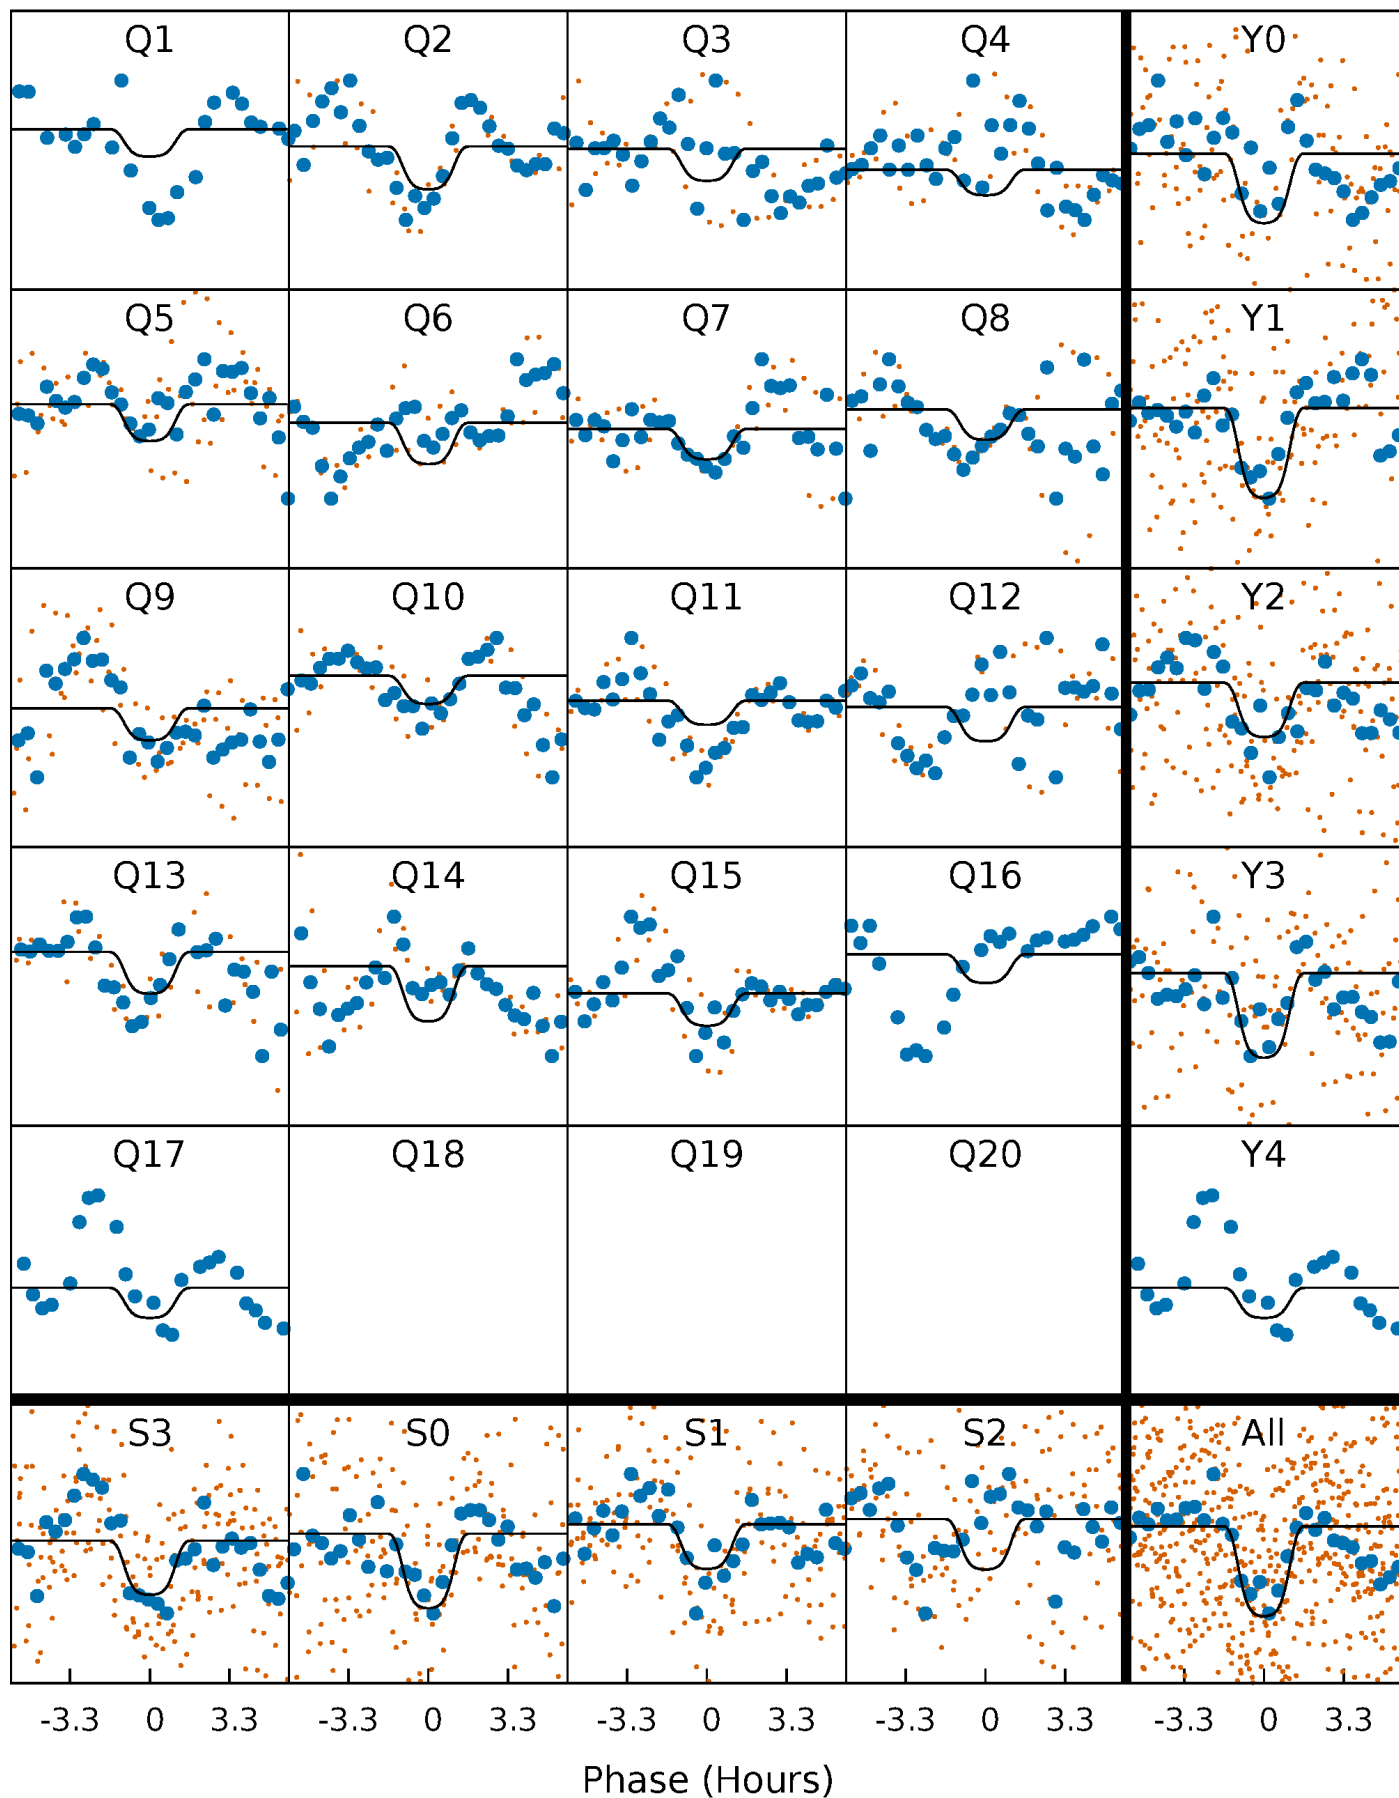 Q1 Q2 Q3 Q4 Y0
Q5 Q6 Q7 Q8 Y1
Q9 Q10 Q11 Q12 Y2
Q13 Q14 Q15 Q16 Y3
Q17 Q18 Q19 Q20 Y4
S3 S0 S1 S2 All
-3.3 0 3.3 -3.3 0 3.3 -3.3 0 3.3 -3.3 0 3.3 -3.3 0 3.3
Phase (Hours)